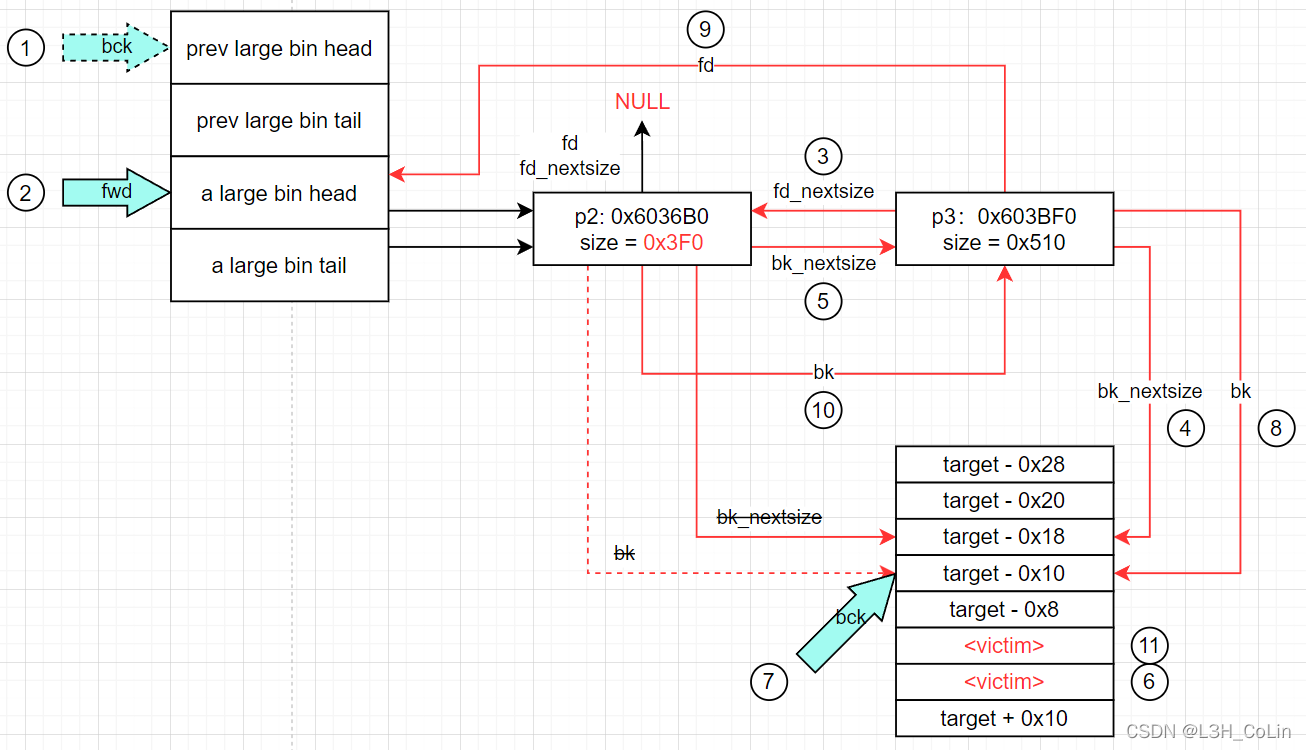 ⑨
① bck prev large bin head
fd
NULL
prev large bin tail
fd
fd_nextsize
③
fd_nextsize
② fwd a large bin head
p2: 0x6036B0
size = 0x3F0
p3: 0x603BF0
size = 0x510
a large bin tail
bk_nextsize
⑤
bk
⑩
bk_nextsize
④
bk
⑧
target - 0x28
target - 0x20
bk_nextsize
target - 0x18
bk
target - 0x10
target - 0x8
bck
⑦
<victim> ⑪
<victim> ⑥
target + 0x10
CSDN @L3H_CoLin